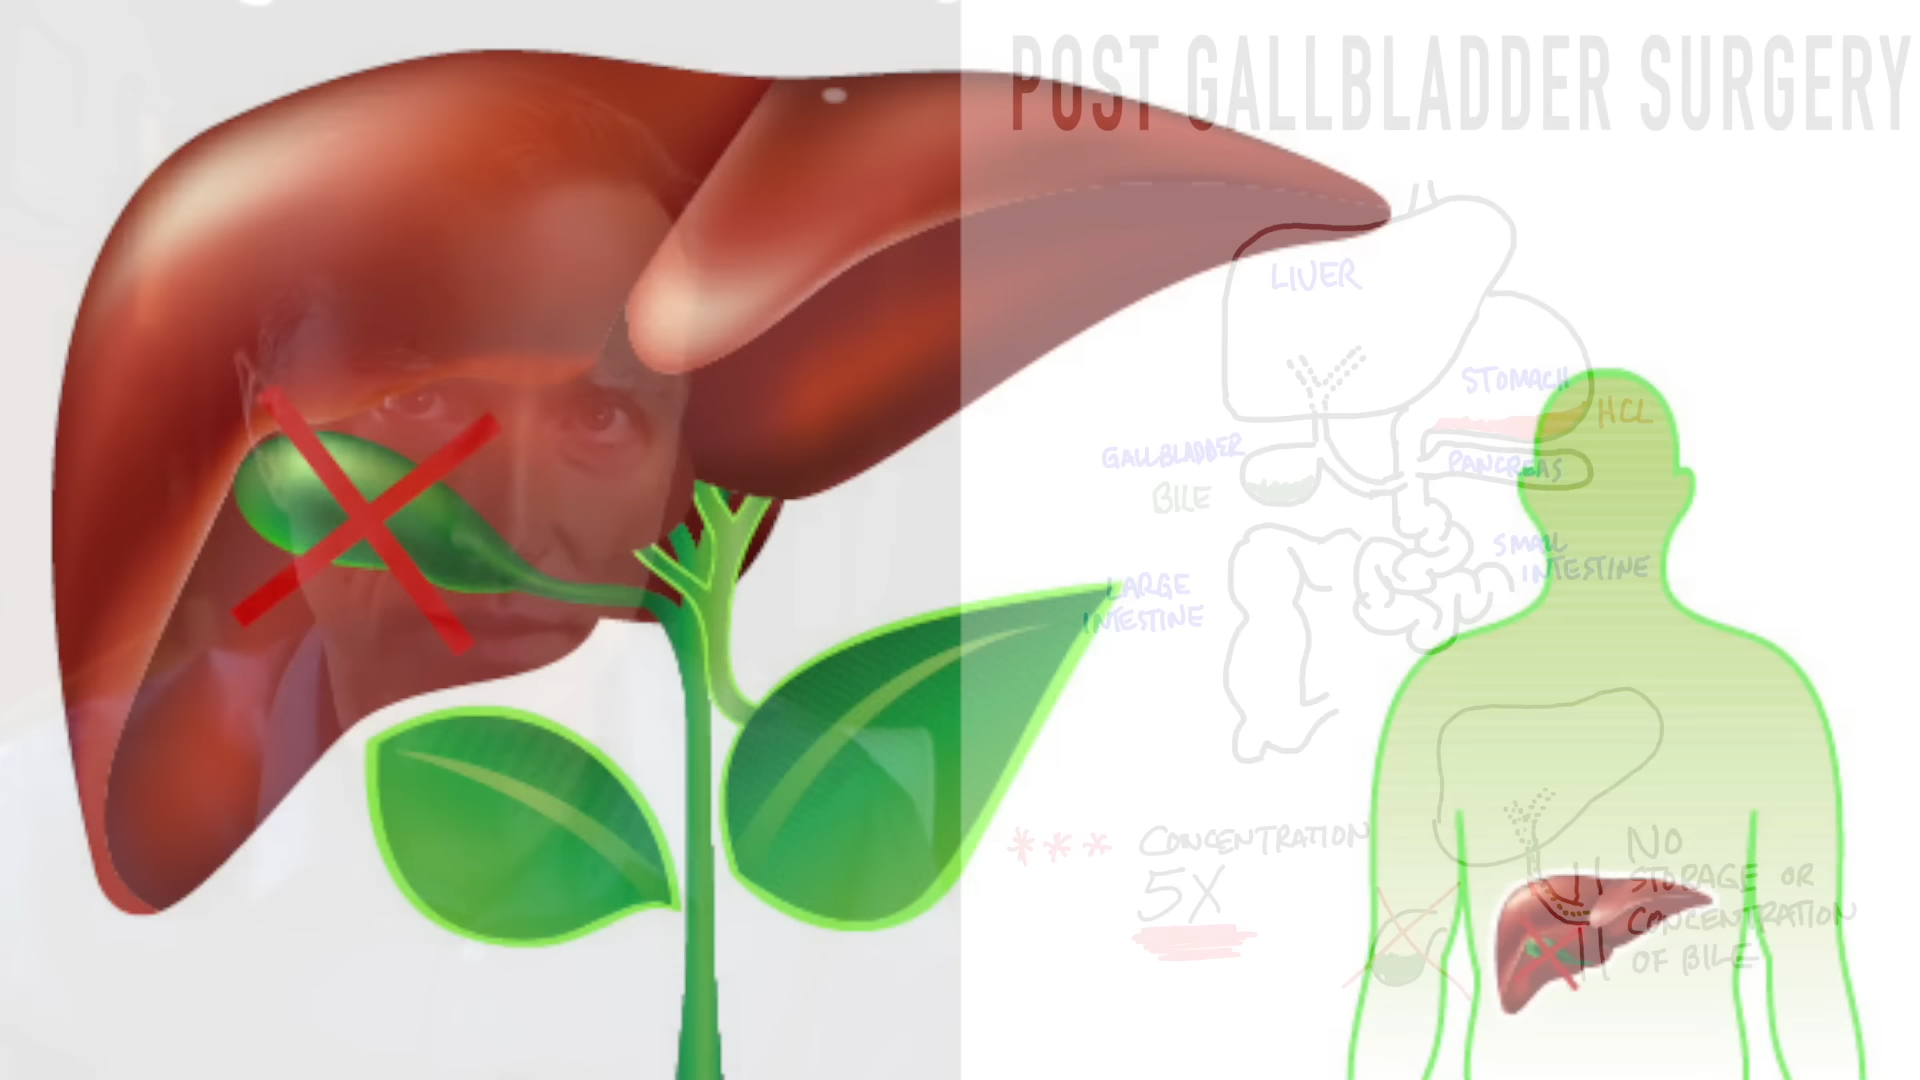 POST GALLBLADDER SURGERY
LIVER
STOMACH
HCL
GALLBLADDER
PANCREAS
BILE
SMALL
INTESTINE
LARGE
INTESTINE
*** CONCENTRATION
5X
NO
STORAGE OR
CONCENTRATION
OF BILE